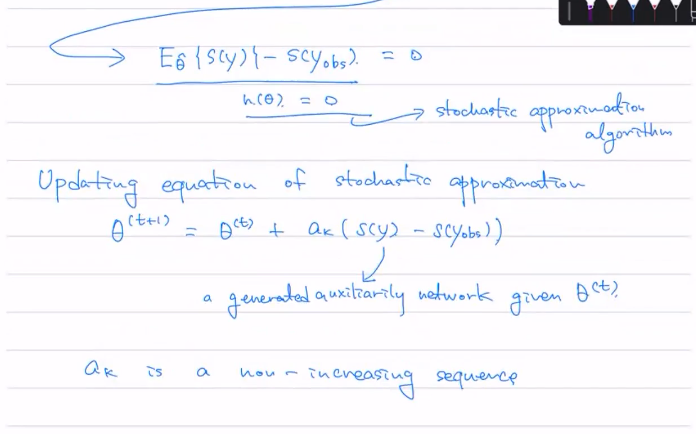 E_θ̂ {S(y)} - S(y_obs) = 0
h(θ) = 0
→ stochastic approximation
algorithm
Updating equation of stochastic approximation
θ^(t+1) = θ^(t) + a_k (S(y) - S(y_obs))
a generated auxiliarily network given θ^(t).
a_k is a non-increasing sequence